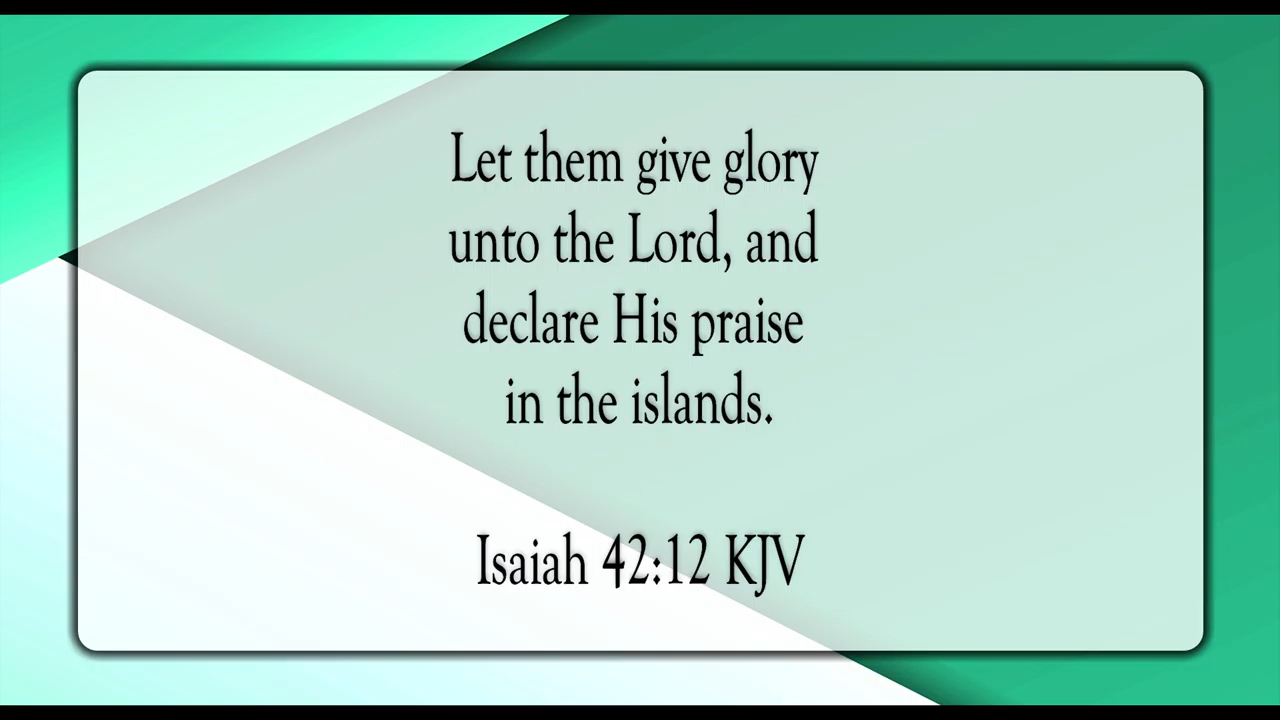 Let them give glory
unto the Lord, and
declare His praise
in the islands.
Isaiah 42:12 KJV